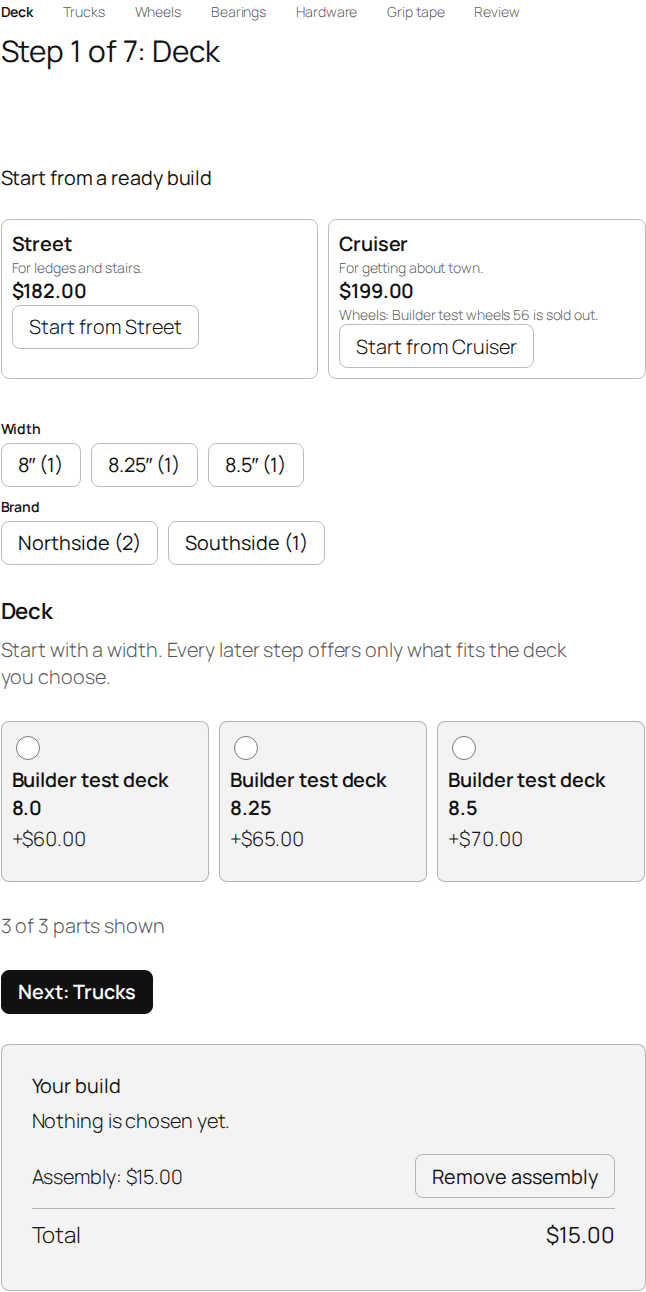 Deck Trucks Wheels Bearings Hardware Grip tape Review
Step 1 of 7: Deck
Start from a ready build
Street
For ledges and stairs.
$182.00
Start from Street
Cruiser
For getting about town.
$199.00
Wheels: Builder test wheels 56 is sold out.
Start from Cruiser
Width
8″ (1) 8.25″ (1) 8.5″ (1)
Brand
Northside (2) Southside (1)
Deck
Start with a width. Every later step offers only what fits the deck
you choose.
Builder test deck
8.0
+$60.00
Builder test deck
8.25
+$65.00
Builder test deck
8.5
+$70.00
3 of 3 parts shown
Next: Trucks
Your build
Nothing is chosen yet.
Assembly: $15.00 Remove assembly
Total $15.00